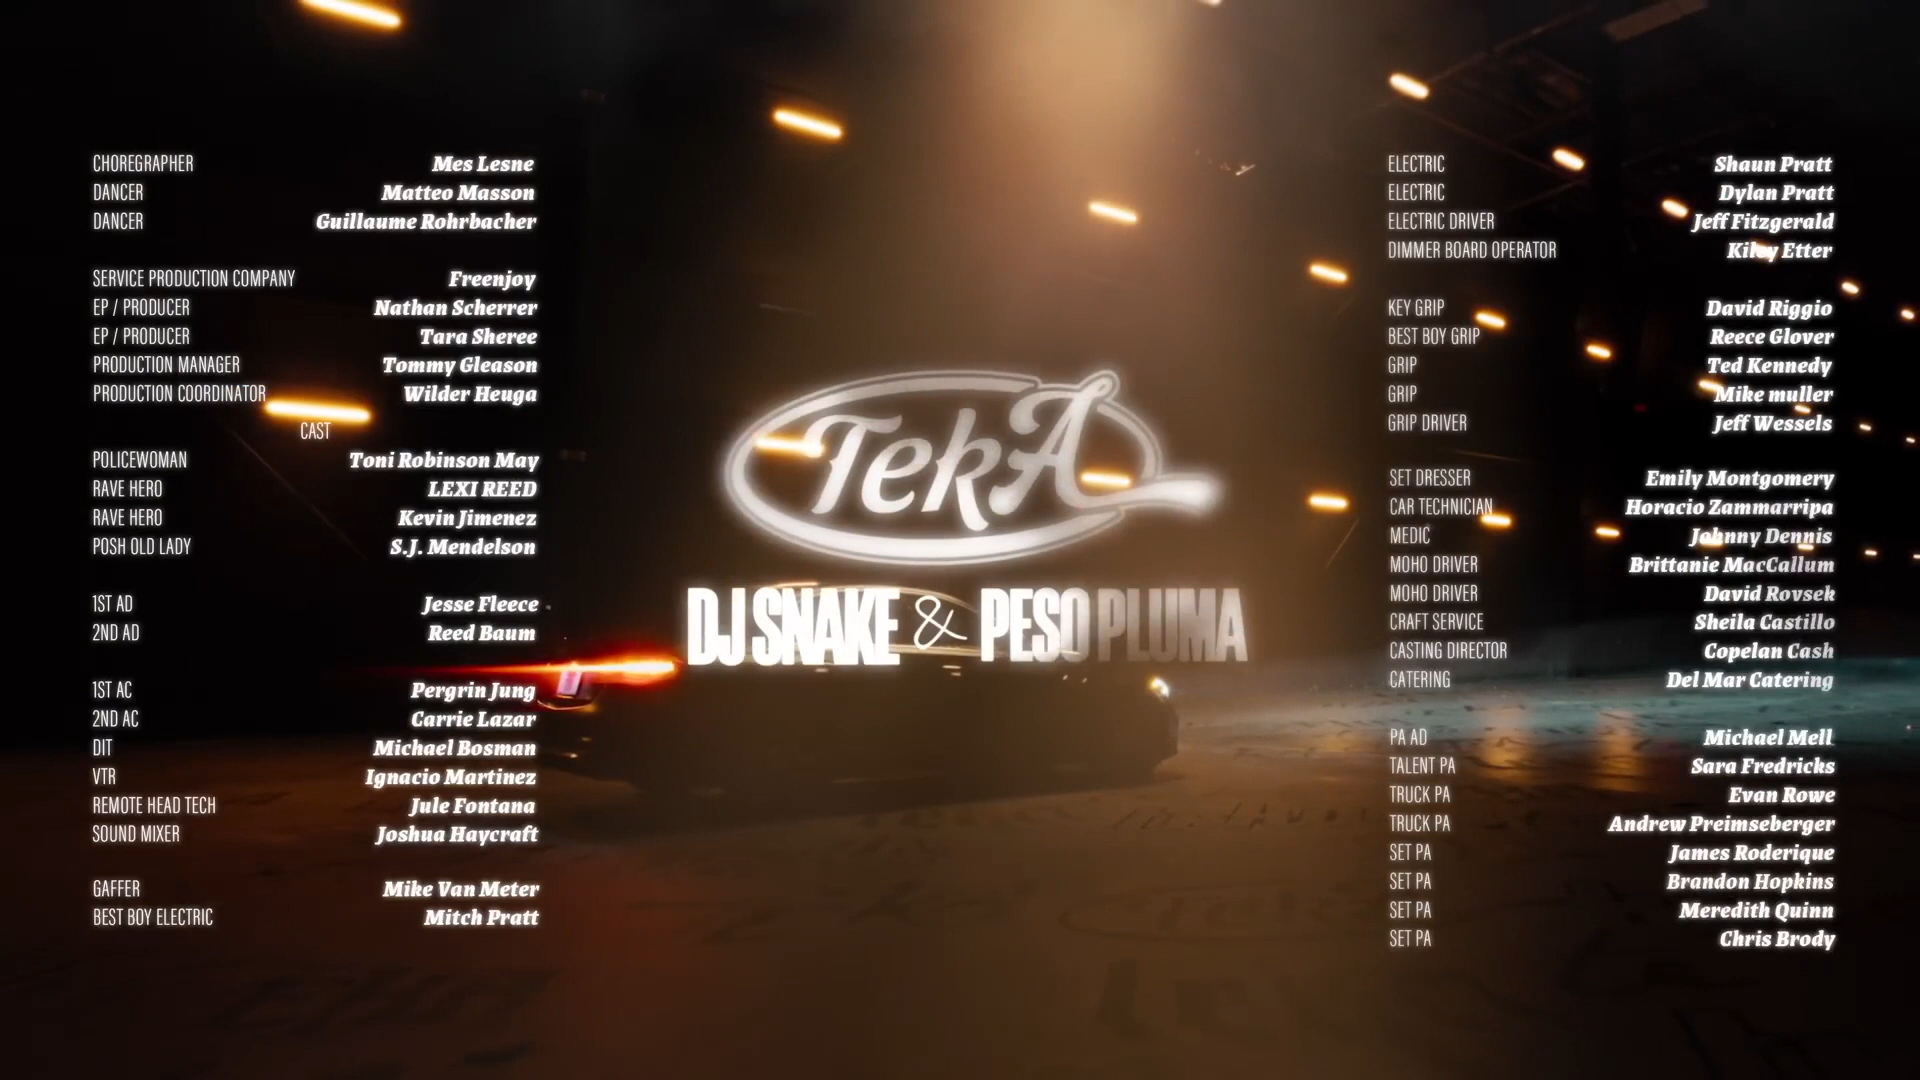 CHOREGRAPHER Mes Lesne
DANCER Matteo Masson
DANCER Guillaume Rohrbacher
SERVICE PRODUCTION COMPANY Freenjoy
EP / PRODUCER Nathan Scherrer
EP / PRODUCER Tara Sheree
PRODUCTION MANAGER Tommy Gleason
PRODUCTION COORDINATOR Wilder Heuga
CAST
POLICEWOMAN Toni Robinson May
RAVE HERO LEXI REED
RAVE HERO Kevin Jimenez
POSH OLD LADY S.J. Mendelson
1ST AD Jesse Fleece
2ND AD Reed Baum
1ST AC Pergrin Jung
2ND AC Carrie Lazar
DIT Michael Bosman
VTR Ignacio Martinez
REMOTE HEAD TECH Jule Fontana
SOUND MIXER Joshua Haycraft
GAFFER Mike Van Meter
BEST BOY ELECTRIC Mitch Pratt
TekA
DJ SNAKE & PESO PLUMA
ELECTRIC Shaun Pratt
ELECTRIC Dylan Pratt
ELECTRIC DRIVER Jeff Fitzgerald
DIMMER BOARD OPERATOR Kiley Etter
KEY GRIP David Riggio
BEST BOY GRIP Reece Glover
GRIP Ted Kennedy
GRIP Mike muller
GRIP DRIVER Jeff Wessels
SET DRESSER Emily Montgomery
CAR TECHNICIAN Horacio Zammarripa
MEDIC Johnny Dennis
MOHO DRIVER Brittanie MacCallum
MOHO DRIVER David Rovsek
CRAFT SERVICE Sheila Castillo
CASTING DIRECTOR Copelan Cash
CATERING Del Mar Catering
PA AD Michael Mell
TALENT PA Sara Fredricks
TRUCK PA Evan Rowe
TRUCK PA Andrew Preimseberger
SET PA James Roderique
SET PA Brandon Hopkins
SET PA Meredith Quinn
SET PA Chris Brody